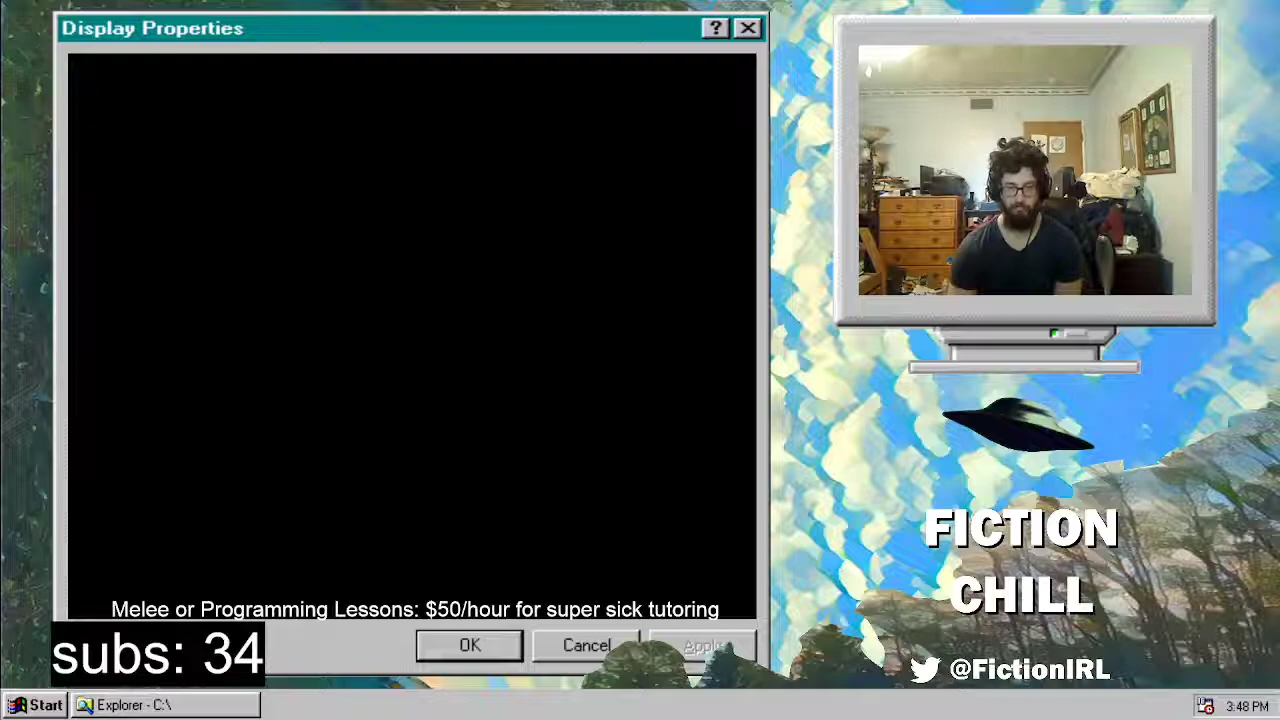 Display Properties
?
Melee or Programming Lessons: $50/hour for super sick tutoring
subs: 34
OK
Cancel
Apply
FICTION
CHILL
@FictionIRL
Start
Explorer - C:\
3:48 PM